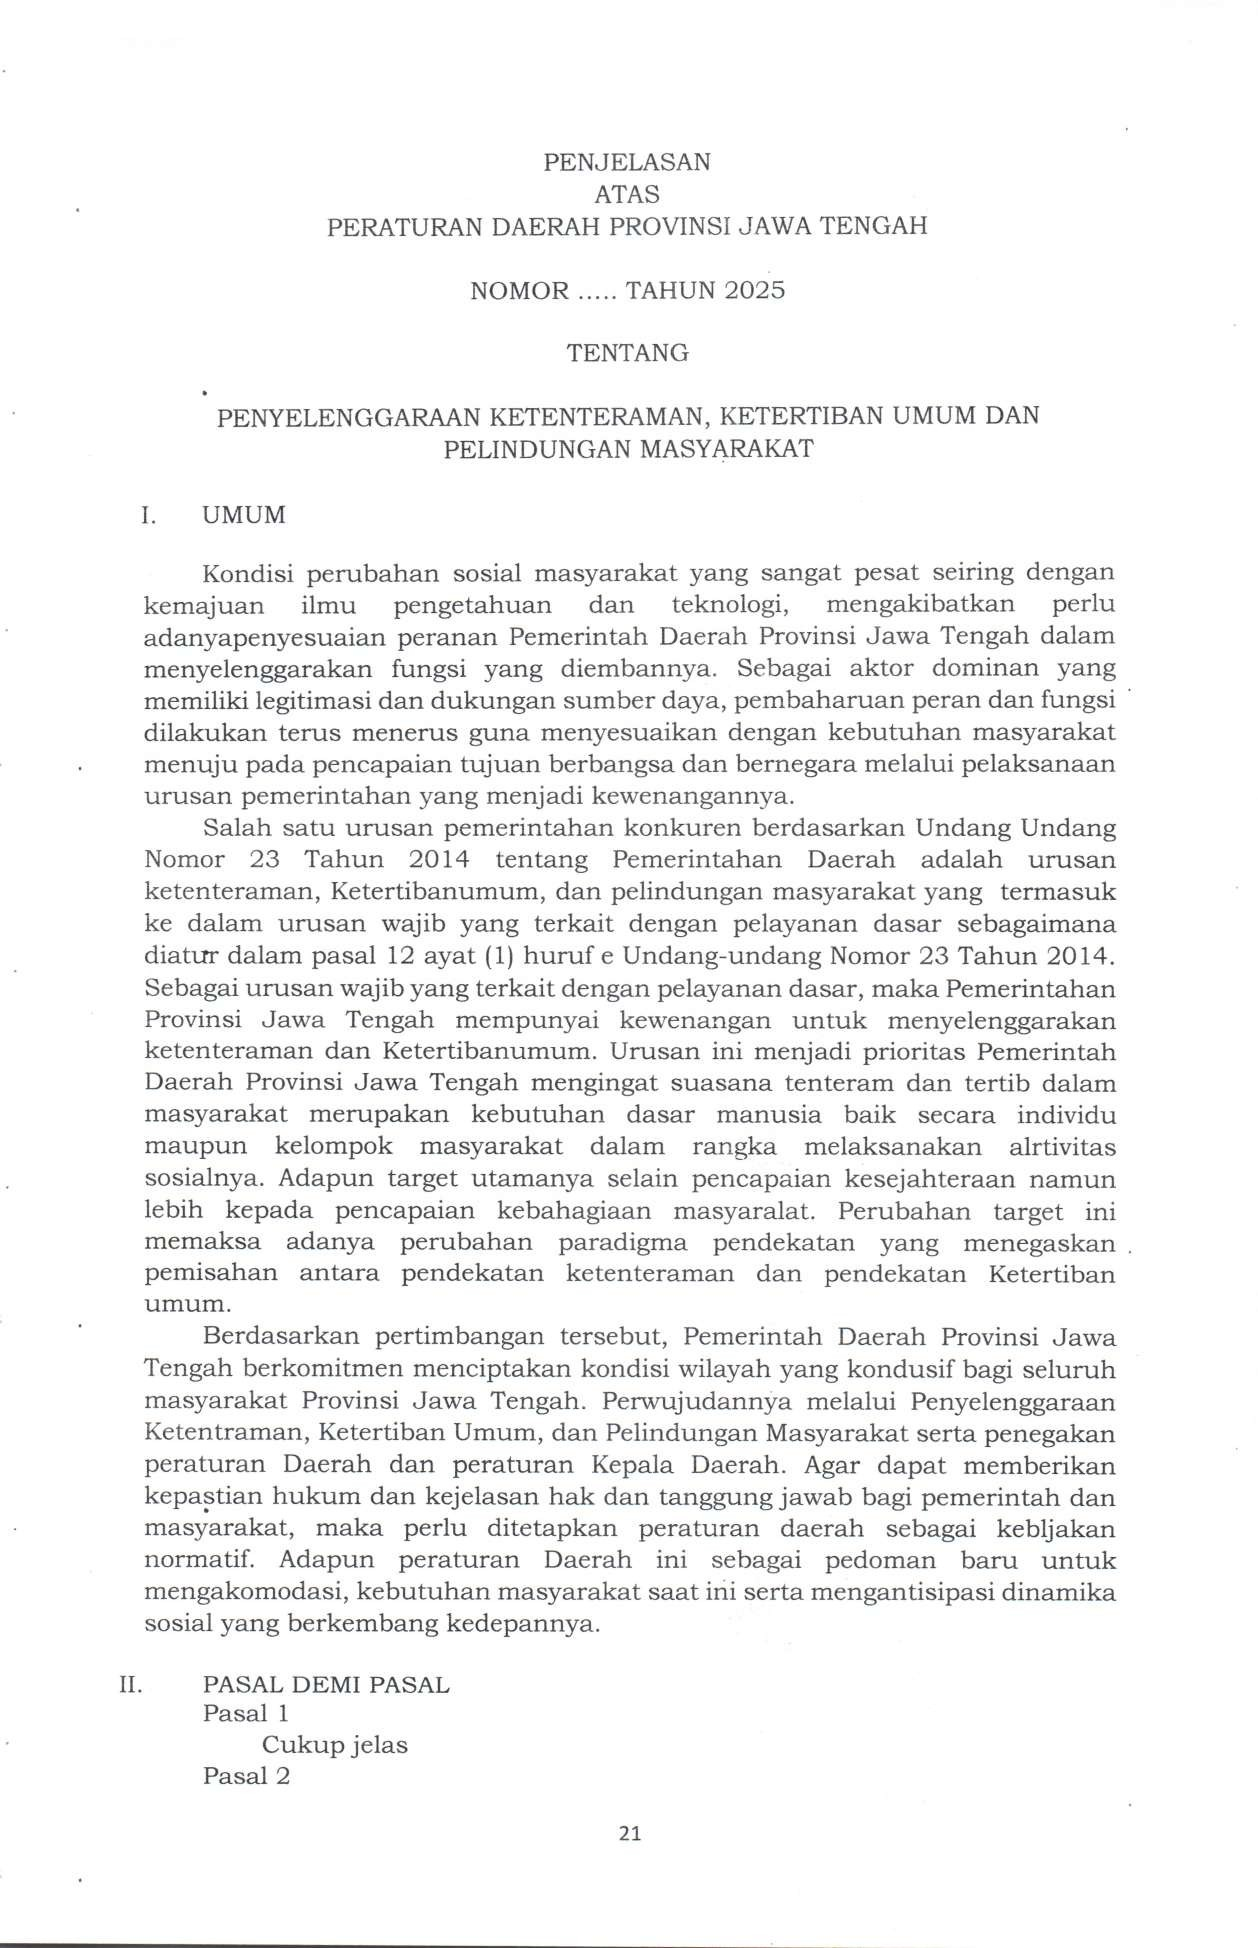 PENJELASAN
ATAS
PERATURAN DAERAH PROVINSI JAWA TENGAH
NOMOR ..... TAHUN 2025
TENTANG
PENYELENGGARAAN KETENTERAMAN, KETERTIBAN UMUM DAN
PELINDUNGAN MASYARAKAT
I. UMUM
Kondisi perubahan sosial masyarakat yang sangat pesat seiring dengan
kemajuan ilmu pengetahuan dan teknologi, mengakibatkan perlu
adanyapenyesuaian peranan Pemerintah Daerah Provinsi Jawa Tengah dalam
menyelenggarakan fungsi yang diembannya. Sebagai aktor dominan yang
memiliki legitimasi dan dukungan sumber daya, pembaharuan peran dan fungsi
dilakukan terus menerus guna menyesuaikan dengan kebutuhan masyarakat
menuju pada pencapaian tujuan berbangsa dan bernegara melalui pelaksanaan
urusan pemerintahan yang menjadi kewenangannya.
Salah satu urusan pemerintahan konkuren berdasarkan Undang Undang
Nomor 23 Tahun 2014 tentang Pemerintahan Daerah adalah urusan
ketenteraman, Ketertibanumum, dan pelindungan masyarakat yang termasuk
ke dalam urusan wajib yang terkait dengan pelayanan dasar sebagaimana
diatur dalam pasal 12 ayat (1) huruf e Undang-undang Nomor 23 Tahun 2014.
Sebagai urusan wajib yang terkait dengan pelayanan dasar, maka Pemerintahan
Provinsi Jawa Tengah mempunyai kewenangan untuk menyelenggarakan
ketenteraman dan Ketertibanumum. Urusan ini menjadi prioritas Pemerintah
Daerah Provinsi Jawa Tengah mengingat suasana tenteram dan tertib dalam
masyarakat merupakan kebutuhan dasar manusia baik secara individu
maupun kelompok masyarakat dalam rangka melaksanakan alrtivitas
sosialnya. Adapun target utamanya selain pencapaian kesejahteraan namun
lebih kepada pencapaian kebahagiaan masyaralat. Perubahan target ini
memaksa adanya perubahan paradigma pendekatan yang menegaskan
pemisahan antara pendekatan ketenteraman dan pendekatan Ketertiban
umum.
Berdasarkan pertimbangan tersebut, Pemerintah Daerah Provinsi Jawa
Tengah berkomitmen menciptakan kondisi wilayah yang kondusif bagi seluruh
masyarakat Provinsi Jawa Tengah. Perwujudannya melalui Penyelenggaraan
Ketentraman, Ketertiban Umum, dan Pelindungan Masyarakat serta penegakan
peraturan Daerah dan peraturan Kepala Daerah. Agar dapat memberikan
kepastian hukum dan kejelasan hak dan tanggung jawab bagi pemerintah dan
masyarakat, maka perlu ditetapkan peraturan daerah sebagai kebljakan
normatif. Adapun peraturan Daerah ini sebagai pedoman baru untuk
mengakomodasi, kebutuhan masyarakat saat ini serta mengantisipasi dinamika
sosial yang berkembang kedepannya.
II. PASAL DEMI PASAL
Pasal 1
Cukup jelas
Pasal 2
21